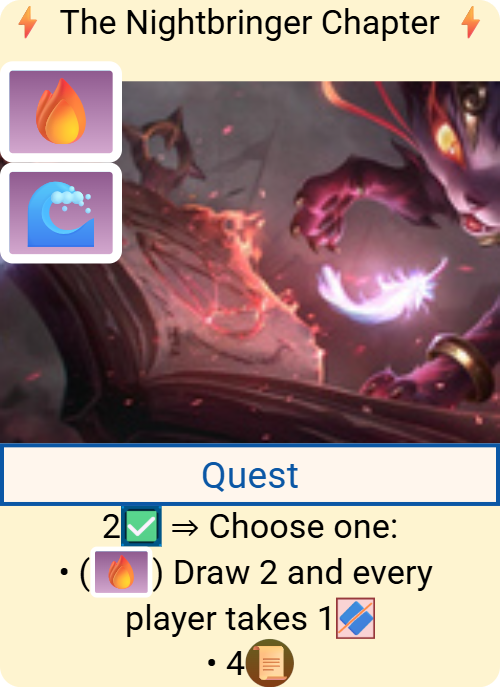 The Nightbringer Chapter
Quest
2✅ ⇒ Choose one:
• (🔥) Draw 2 and every
player takes 1
• 4📜